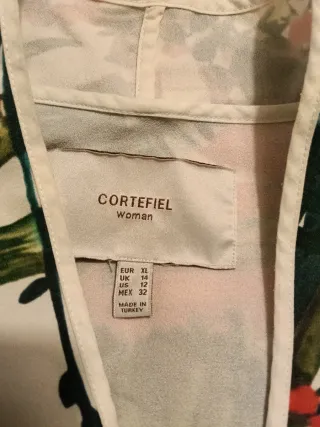 CORTEFIEL
Woman
EUR XL
UK 14
US 12
MEX 32
MADE IN
TURKEY